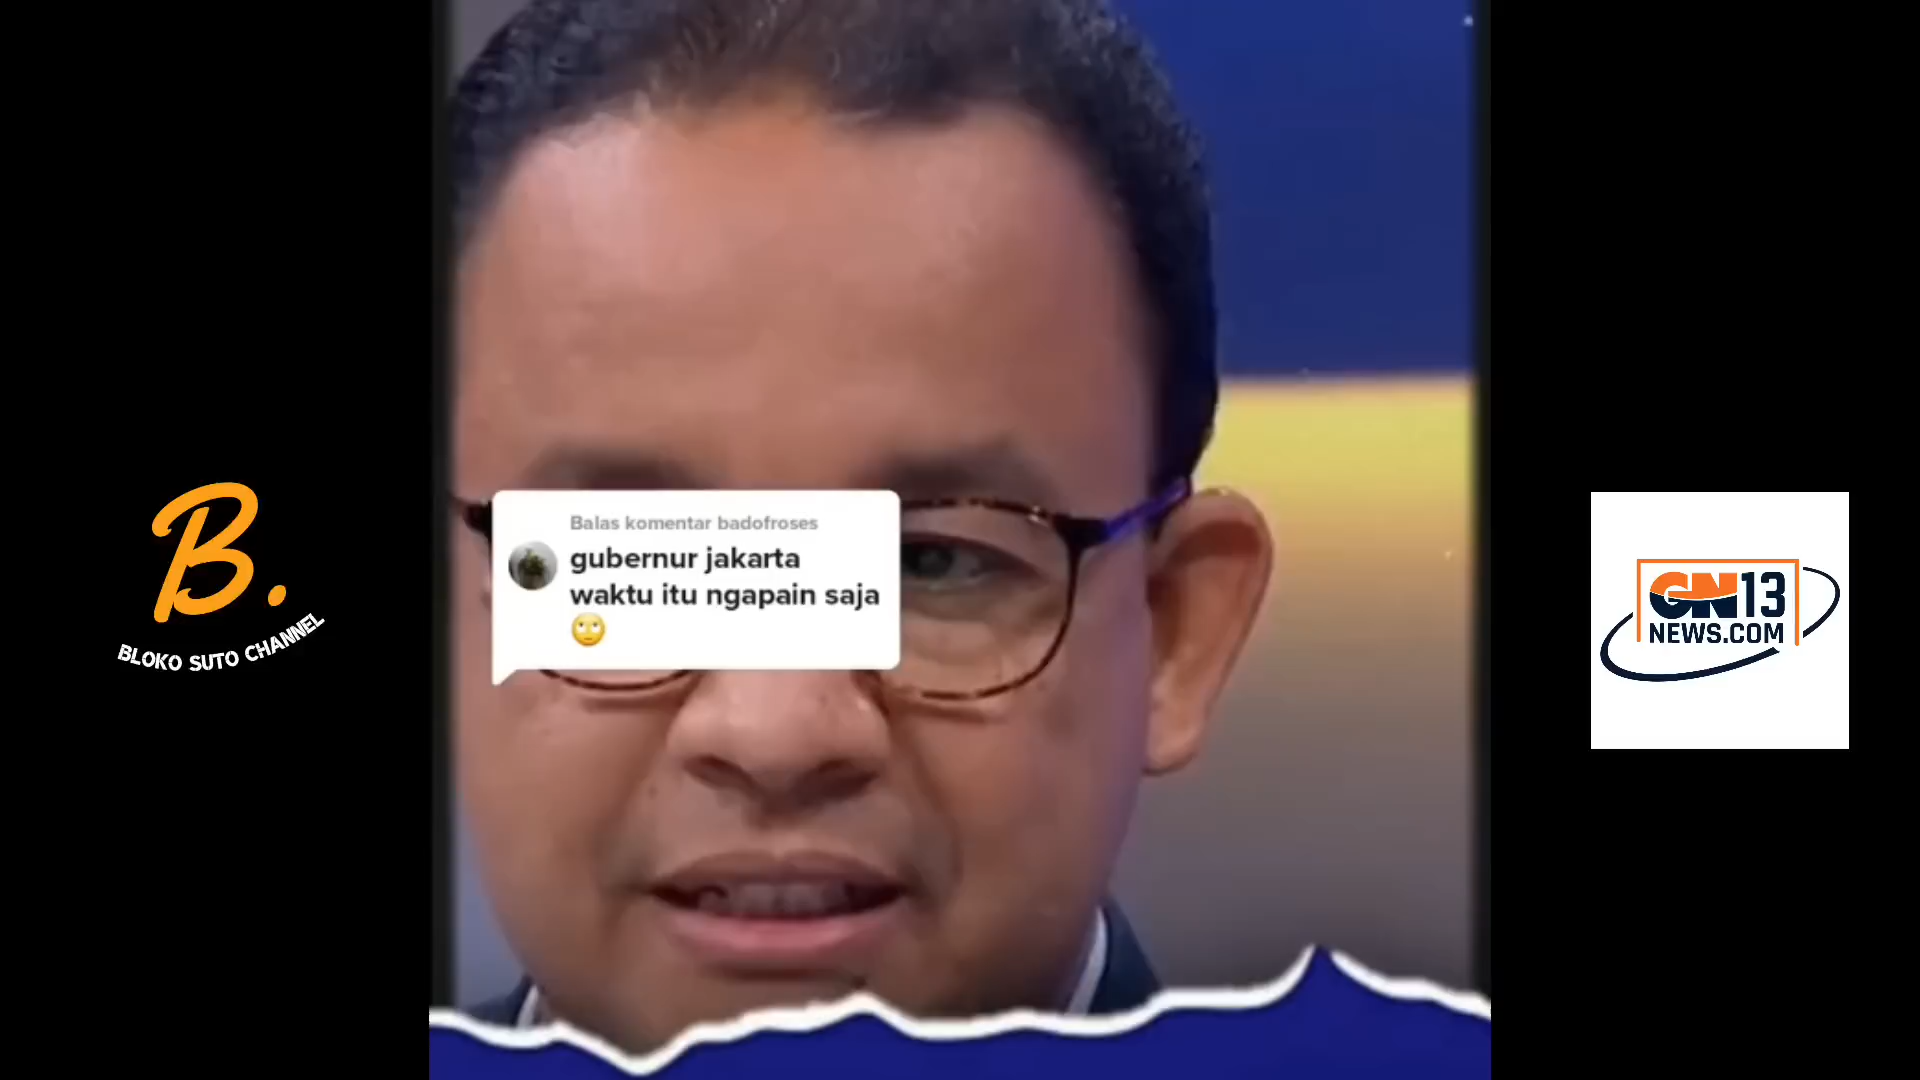 B.
BLOKO SUTO CHANNEL
Balas komentar badofroses
gubernur jakarta
waktu itu ngapain saja
GN13
NEWS.COM